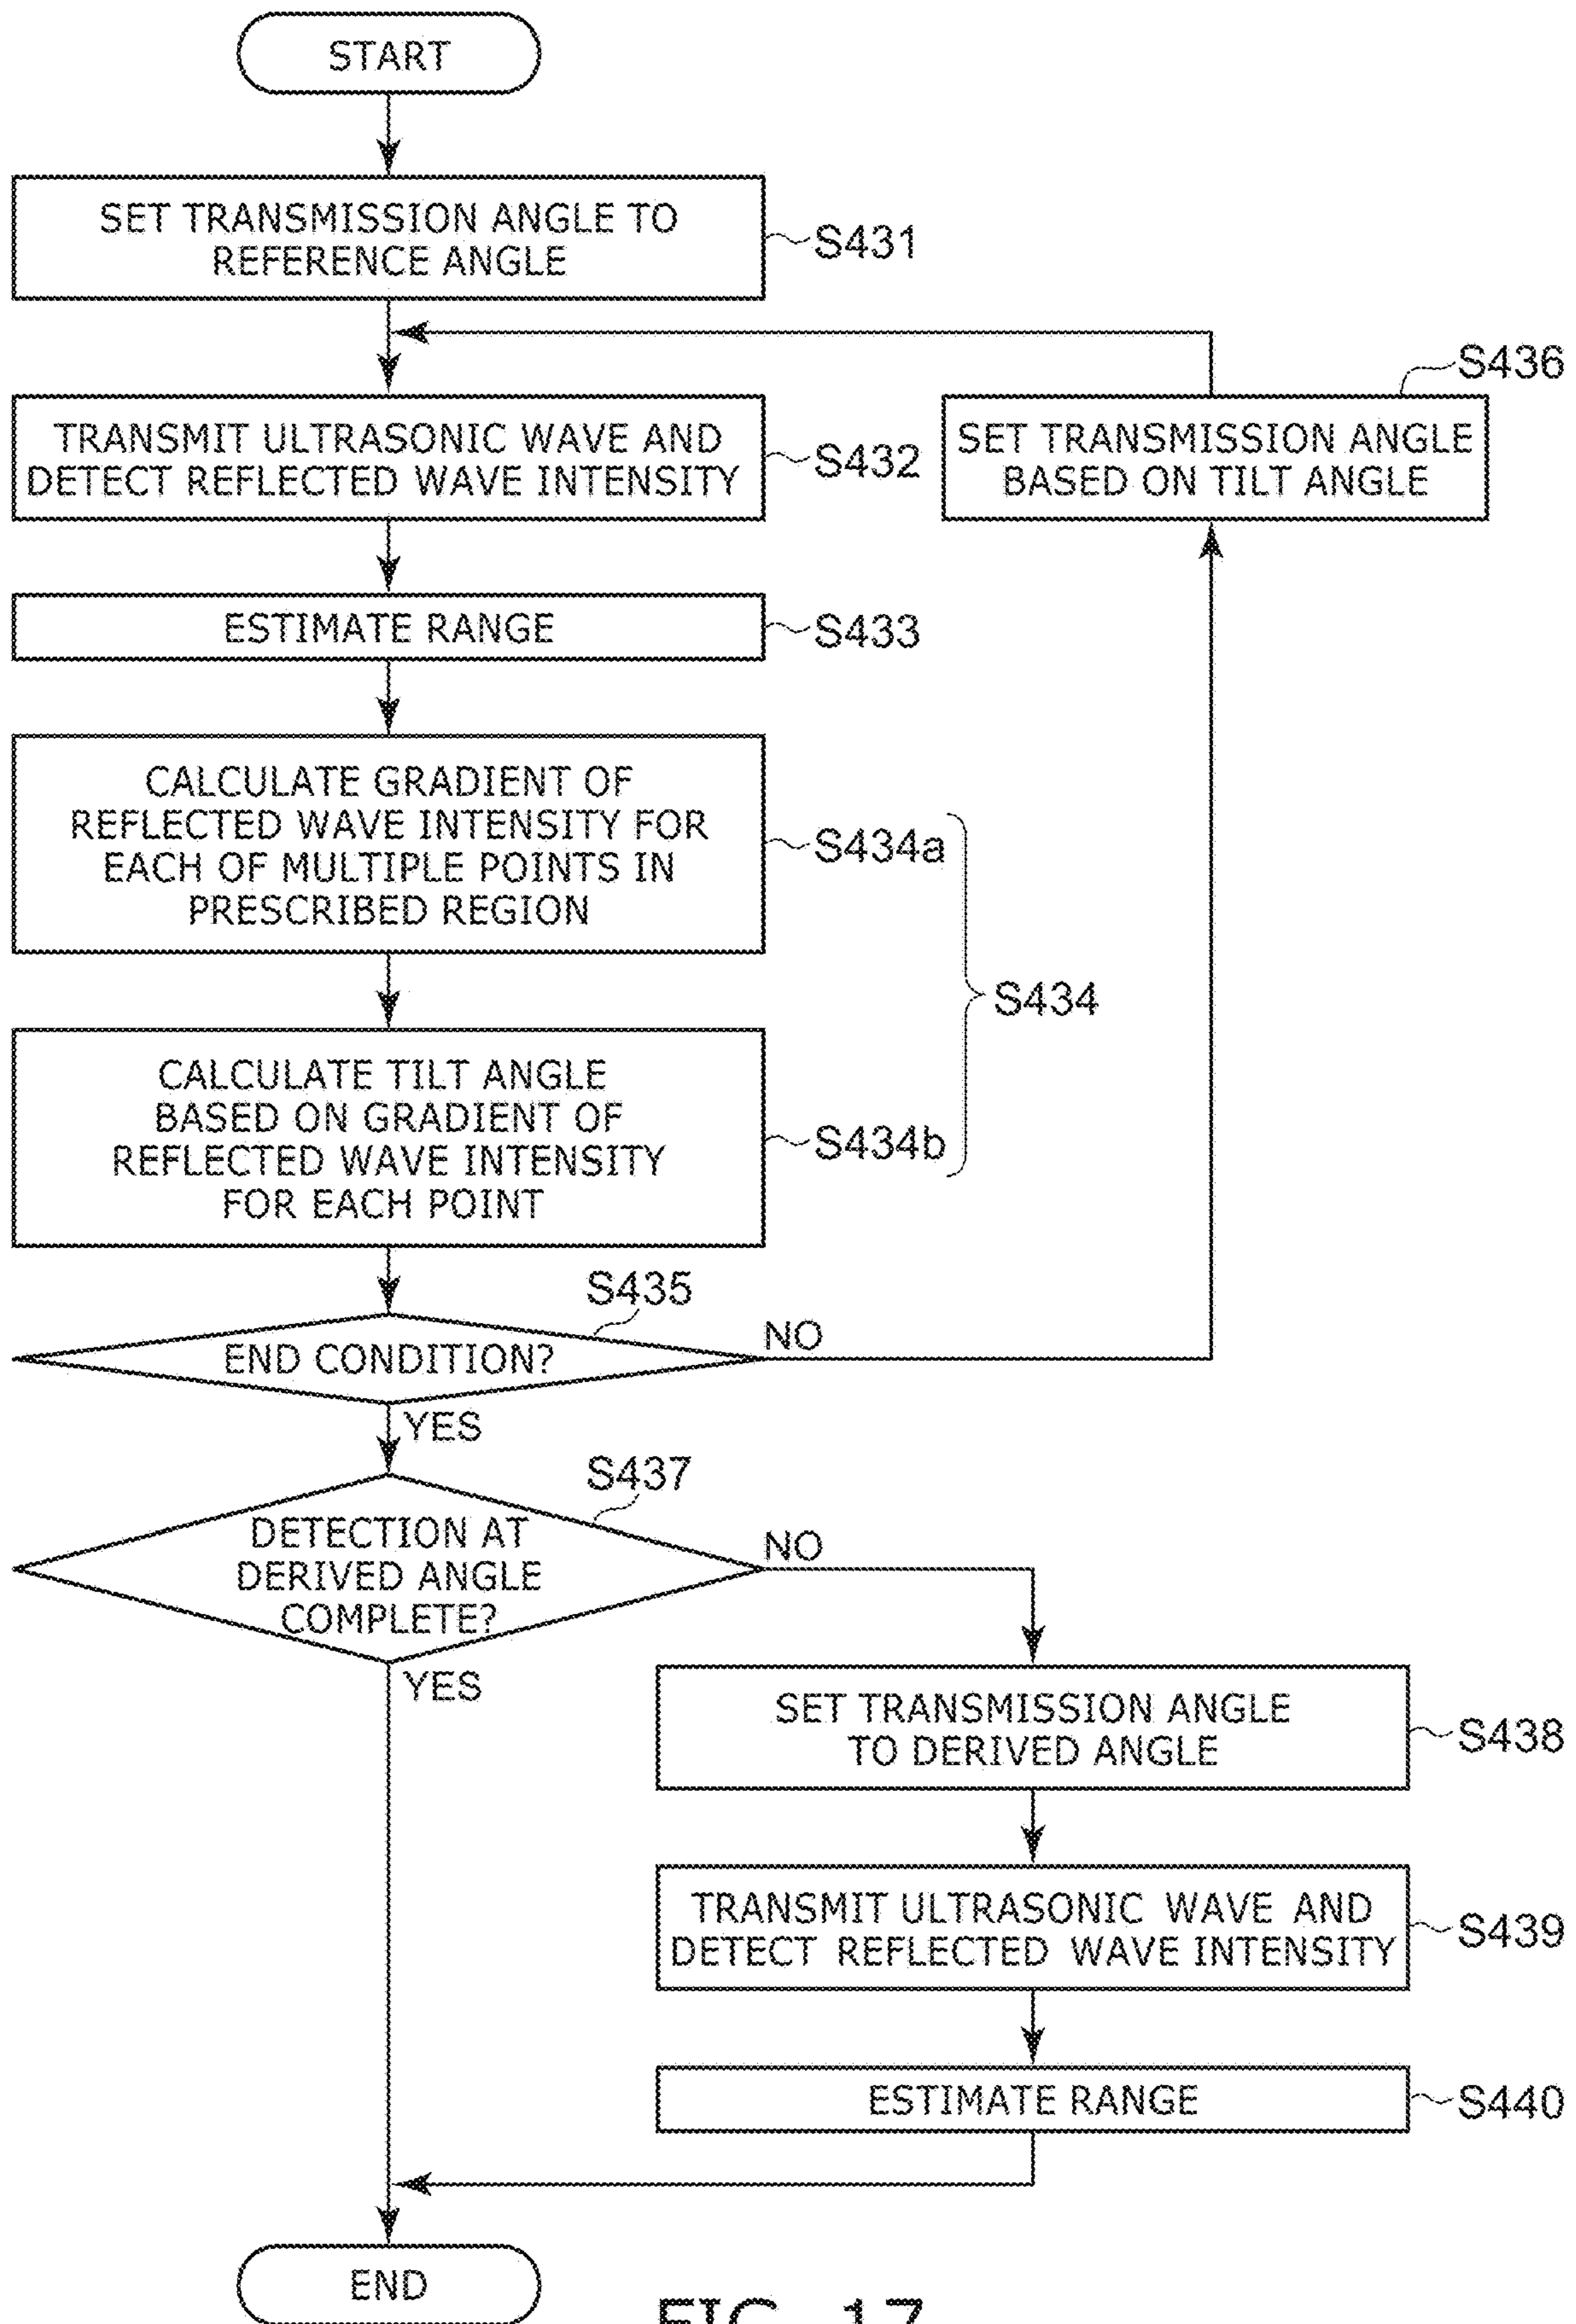 START
SET TRANSMISSION ANGLE TO
REFERENCE ANGLE
S431
TRANSMIT ULTRASONIC WAVE AND
DETECT REFLECTED WAVE INTENSITY
S432
S436
SET TRANSMISSION ANGLE
BASED ON TILT ANGLE
ESTIMATE RANGE
S433
CALCULATE GRADIENT OF
REFLECTED WAVE INTENSITY FOR
EACH OF MULTIPLE POINTS IN
PRESCRIBED REGION
S434a
S434
CALCULATE TILT ANGLE
BASED ON GRADIENT OF
REFLECTED WAVE INTENSITY
FOR EACH POINT
S434b
S435
END CONDITION?
NO
YES
S437
DETECTION AT
DERIVED ANGLE
COMPLETE?
NO
YES
SET TRANSMISSION ANGLE
TO DERIVED ANGLE
S438
TRANSMIT ULTRASONIC WAVE AND
DETECT REFLECTED WAVE INTENSITY
S439
ESTIMATE RANGE
S440
END
FIG. 17